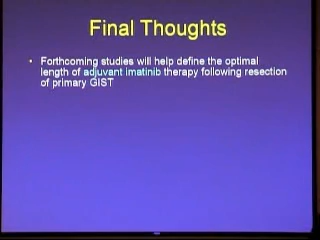 Final Thoughts
• Forthcoming studies will help define the optimal
length of adjuvant imatinib therapy following resection
of primary GIST